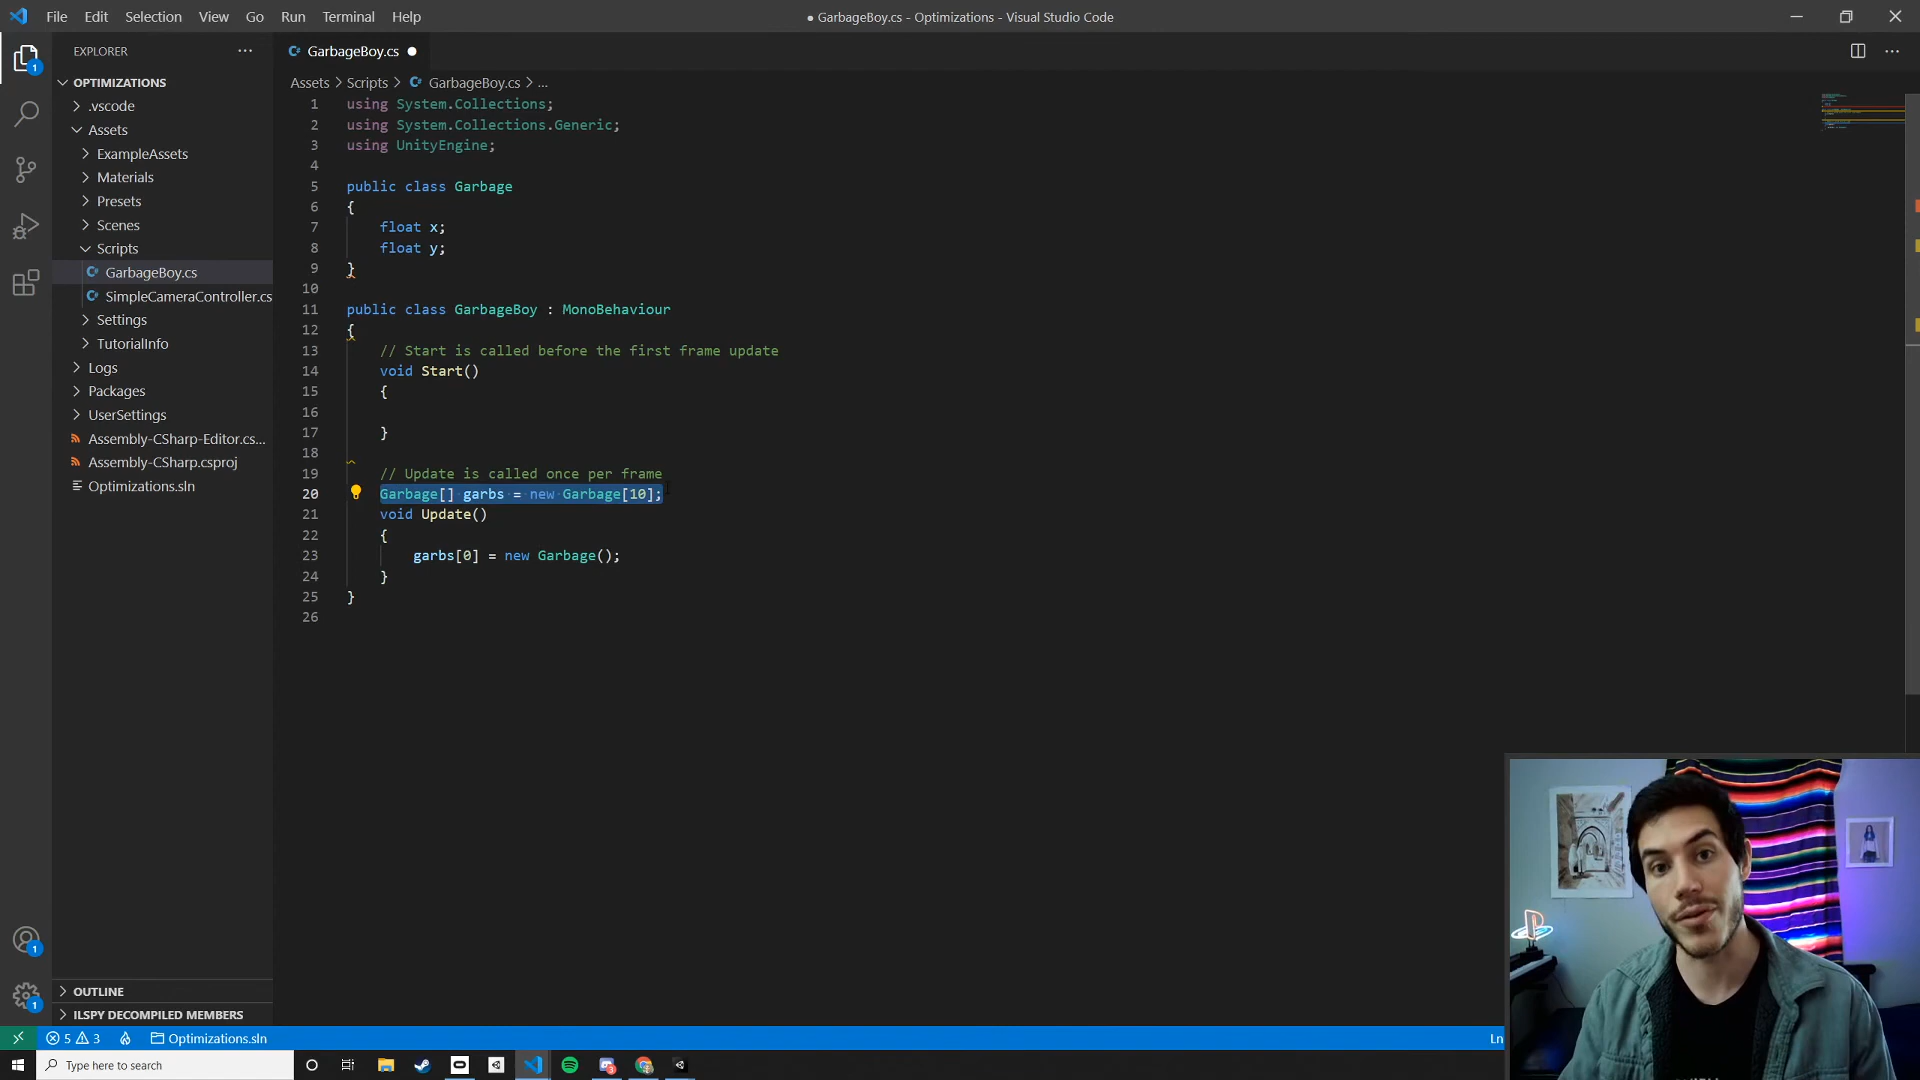 File Edit Selection View Go Run Terminal Help
● GarbageBoy.cs - Optimizations - Visual Studio Code
EXPLORER
OPTIMIZATIONS
.vscode
Assets
ExampleAssets
Materials
Presets
Scenes
Scripts
GarbageBoy.cs
SimpleCameraController.cs
Settings
TutorialInfo
Logs
Packages
UserSettings
Assembly-CSharp-Editor.cs...
Assembly-CSharp.csproj
Optimizations.sln
OUTLINE
ILSPY DECOMPILED MEMBERS
1
1
1
GarbageBoy.cs
Assets > Scripts > GarbageBoy.cs > ...
1 using System.Collections;
2 using System.Collections.Generic;
3 using UnityEngine;
4
5 public class Garbage
6 {
7 float x;
8 float y;
9 }
10
11 public class GarbageBoy : MonoBehaviour
12 {
13 // Start is called before the first frame update
14 void Start()
15 {
16
17 }
18
19 // Update is called once per frame
20 Garbage[] garbs = new Garbage[10];
21 void Update()
22 {
23 garbs[0] = new Garbage();
24 }
25 }
26
5 3 Optimizations.sln
Ln
Type here to search